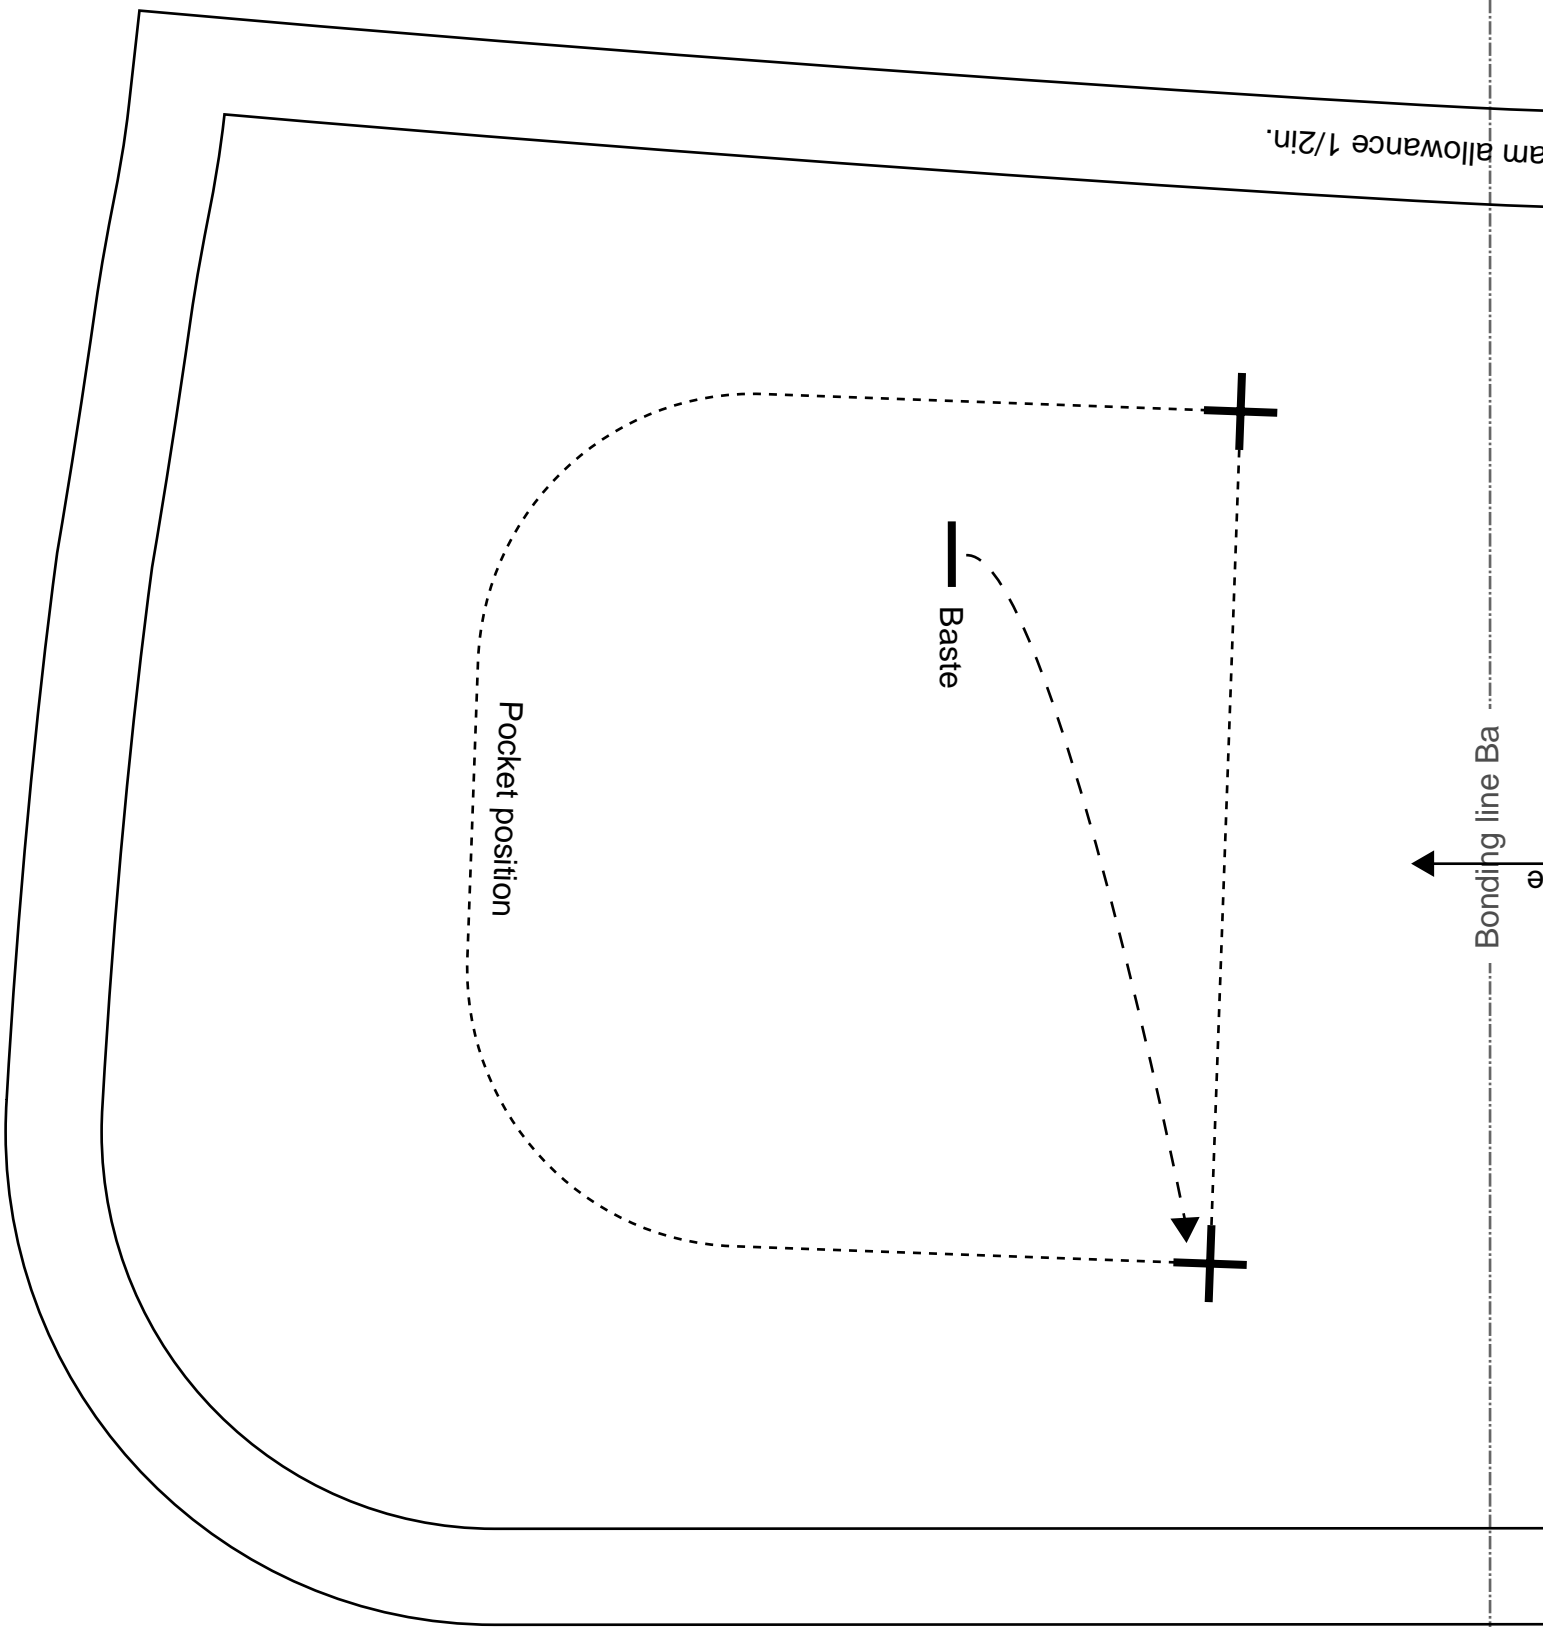 am allowance 1/2in.
Baste
Pocket position
Bonding line Ba
e